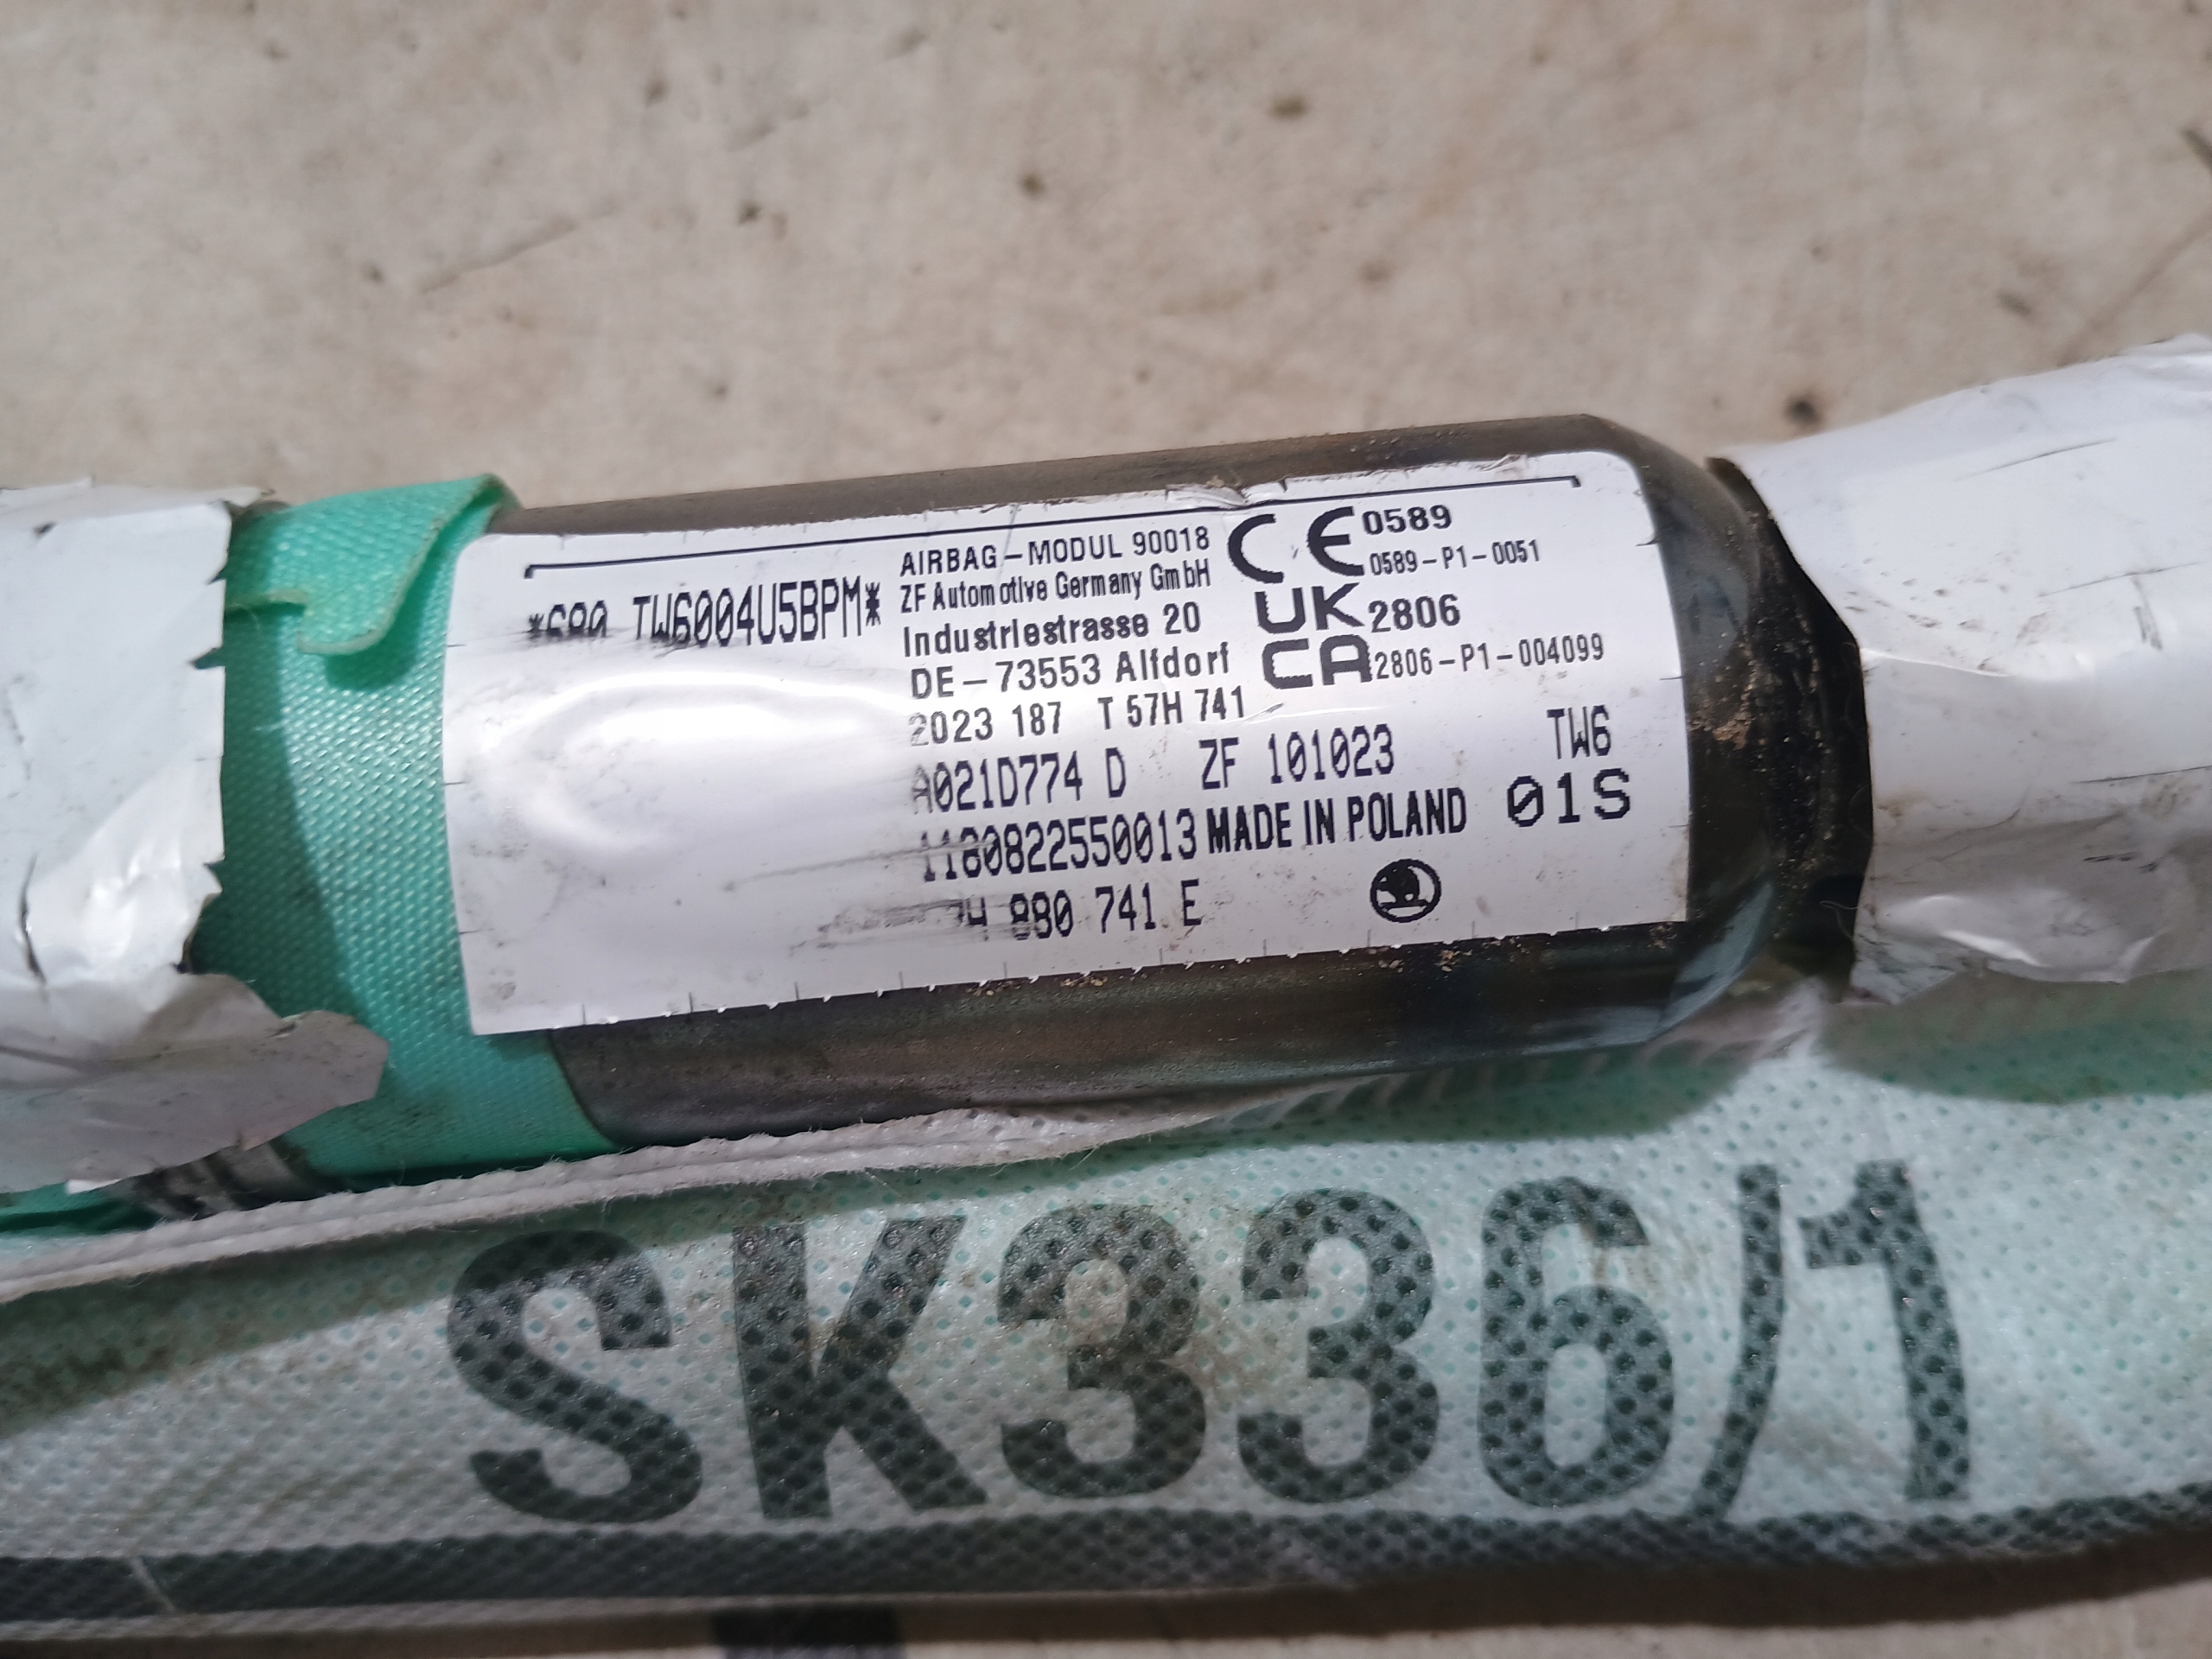 TW6004U5BPM*
AIRBAG-MODUL 90018
ZF Automotive Germany GmbH
Industriestrasse 20
DE-73553 Alfdorf
2023 187 T 57H 741
A021D774 D ZF 101023
1180822550013 MADE IN POLAND
880 741 E
CE 0589
0589-P1-0051
UK
CA
2806
2806-P1-004099
TW6
01S
SK336/1